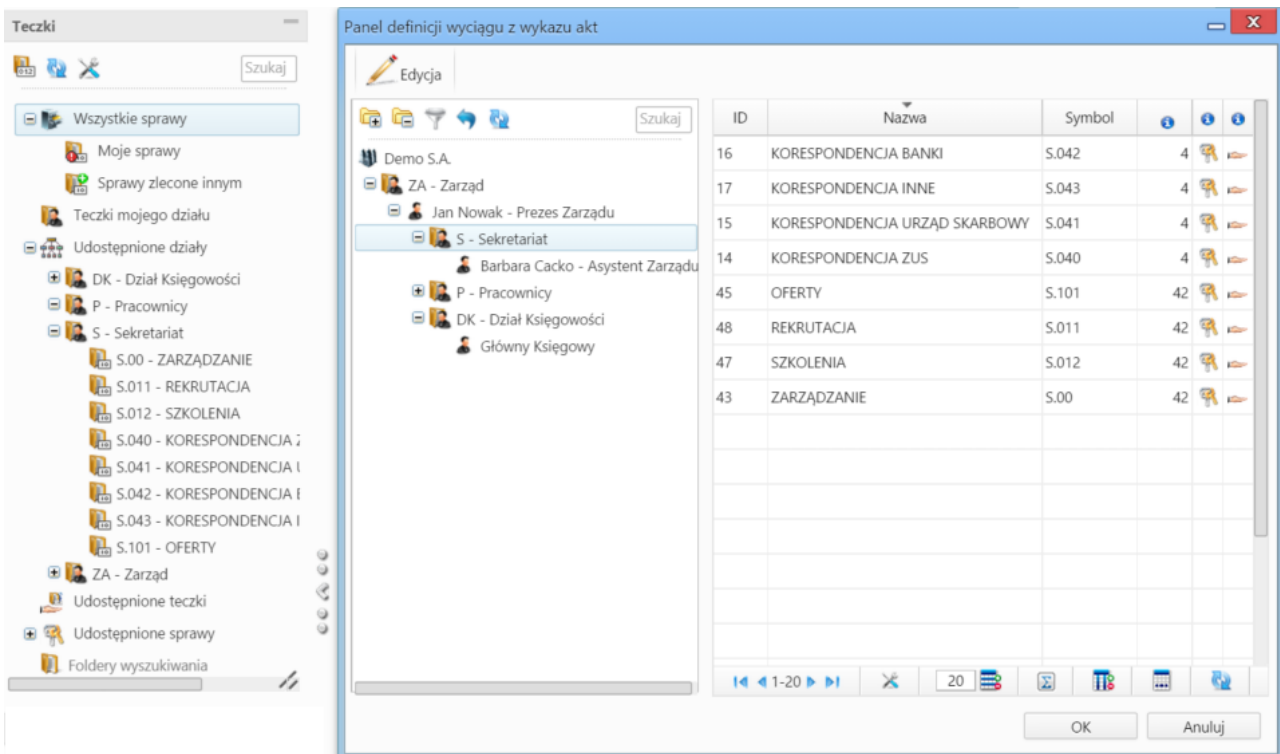 Teczki
Szukaj
Wszystkie sprawy
Moje sprawy
Sprawy zlecone innym
Teczki mojego działu
Udostępnione działy
DK - Dział Księgowości
P - Pracownicy
S - Sekretariat
S.00 - ZARZĄDZANIE
S.011 - REKRUTACJA
S.012 - SZKOLENIA
S.040 - KORESPONDENCJA
S.041 - KORESPONDENCJA
S.042 - KORESPONDENCJA
S.043 - KORESPONDENCJA I
S.101 - OFERTY
ZA - Zarząd
Udostępnione teczki
Udostępnione sprawy
Foldery wyszukiwania
Panel definicji wyciągu z wykazu akt
Edycja
Szukaj
Demo S.A.
ZA - Zarząd
Jan Nowak - Prezes Zarządu
S - Sekretariat
Barbara Cacko - Asystent Zarządu
P - Pracownicy
DK - Dział Księgowości
Główny Księgowy
ID Nazwa Symbol
16 KORESPONDENCJA BANKI S.042 4
17 KORESPONDENCJA INNE S.043 4
15 KORESPONDENCJA URZĄD SKARBOWY S.041 4
14 KORESPONDENCJA ZUS S.040 4
45 OFERTY S.101 42
48 REKRUTACJA S.011 42
47 SZKOLENIA S.012 42
43 ZARZĄDZANIE S.00 42
1-20 20
OK Anuluj